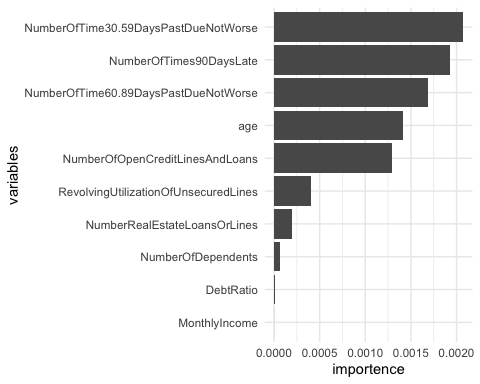 NumberOfTime30.59DaysPastDueNotWorse
NumberOfTimes90DaysLate
NumberOfTime60.89DaysPastDueNotWorse
age
NumberOfOpenCreditLinesAndLoans
RevolvingUtilizationOfUnsecuredLines
NumberRealEstateLoansOrLines
NumberOfDependents
DebtRatio
MonthlyIncome
variables
0.0000 0.0005 0.0010 0.0015 0.0020
importence